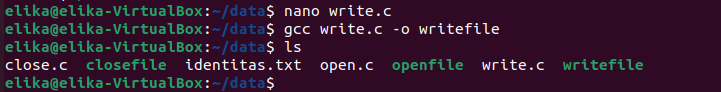 elika@elika-VirtualBox:~/data$ nano write.c
elika@elika-VirtualBox:~/data$ gcc write.c -o writefile
elika@elika-VirtualBox:~/data$ ls
close.c closefile identitas.txt open.c openfile write.c writefile
elika@elika-VirtualBox:~/data$